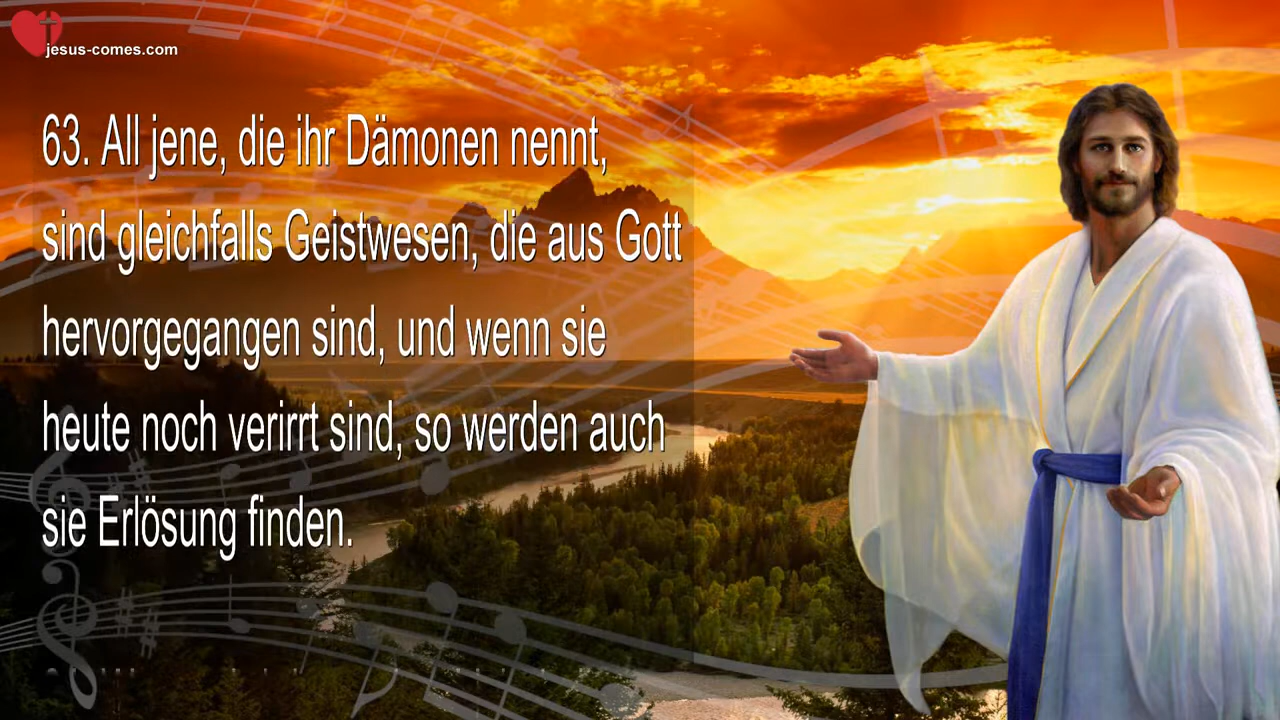 jesus-comes.com
63. All jene, die ihr Dämonen nennt,
sind gleichfalls Geistwesen, die aus Gott
hervorgegangen sind, und wenn sie
heute noch verirrt sind, so werden auch
sie Erlösung finden.